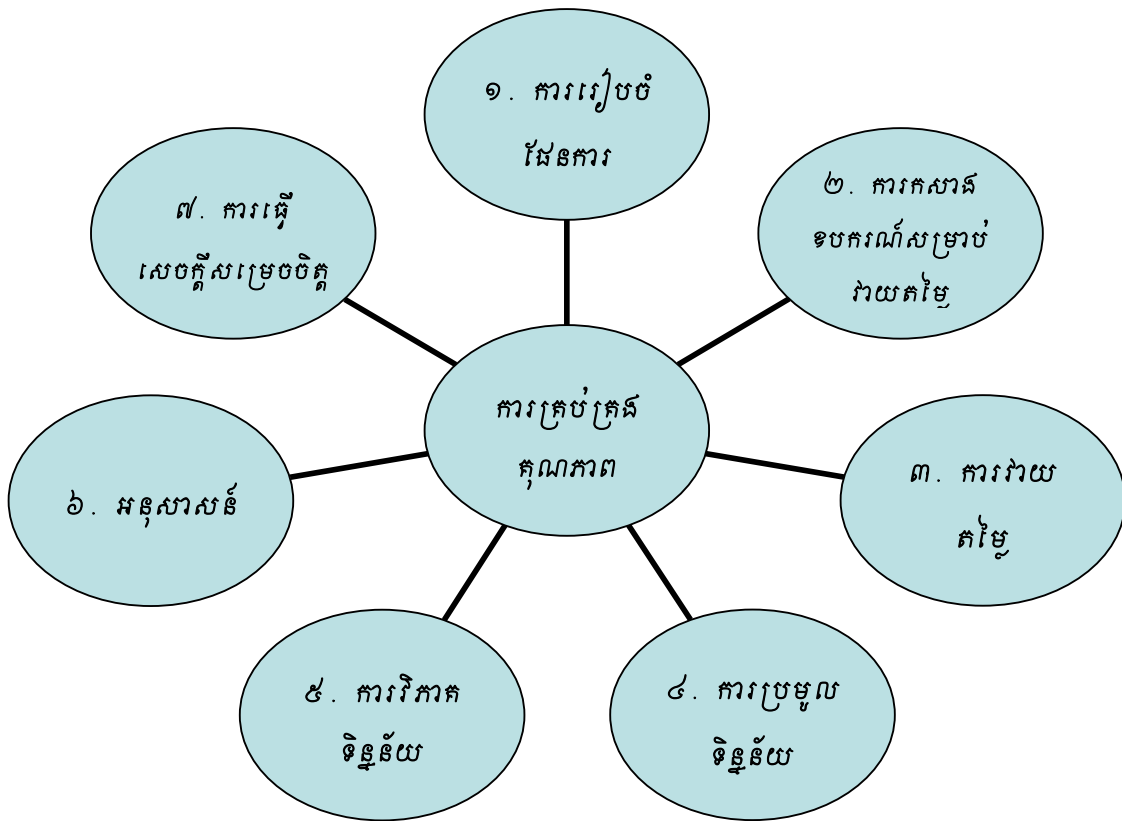 ១. ការរៀបចំ
ផែនការ
២. ការកសាង
ឧបករណ៍សម្រាប់
វាយតម្លៃ
៣. ការវាយ
តម្លៃ
៤. ការប្រមូល
ទិន្នន័យ
៥. ការវិភាគ
ទិន្នន័យ
៦. អនុសាសន៍
៧. ការធ្វើ
សេចក្តីសម្រេចចិត្ត
ការគ្រប់គ្រង
គុណភាព